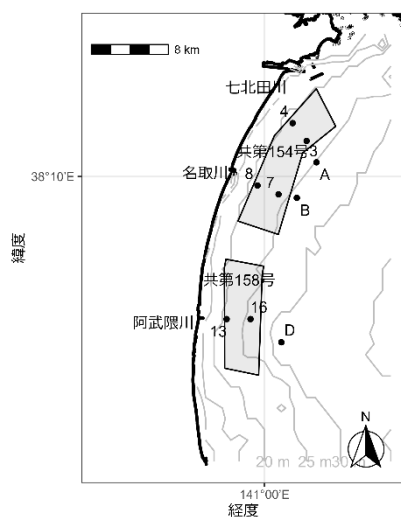 8 km
七北田川
4
共第154号3
名取川
8
7
A
38°10'N
B
緯度
共第158号
16
阿武隈川
13
D
N
20 m 25 m30 m
141°00'E
経度